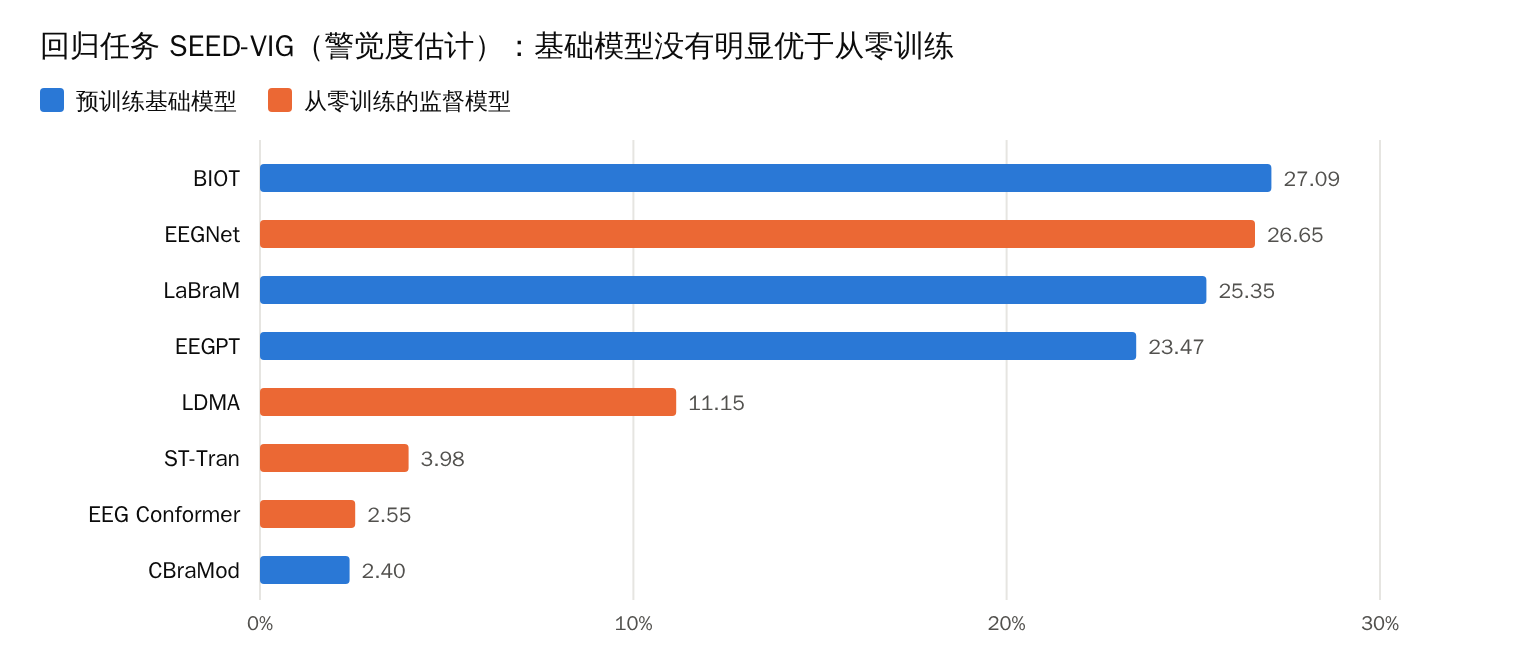 回归任务 SEED-VIG（警觉度估计）：基础模型没有明显优于从零训练
预训练基础模型 从零训练的监督模型
BIOT 27.09
EEGNet 26.65
LaBraM 25.35
EEGPT 23.47
LDMA 11.15
ST-Tran 3.98
EEG Conformer 2.55
CBraMod 2.40
0% 10% 20% 30%